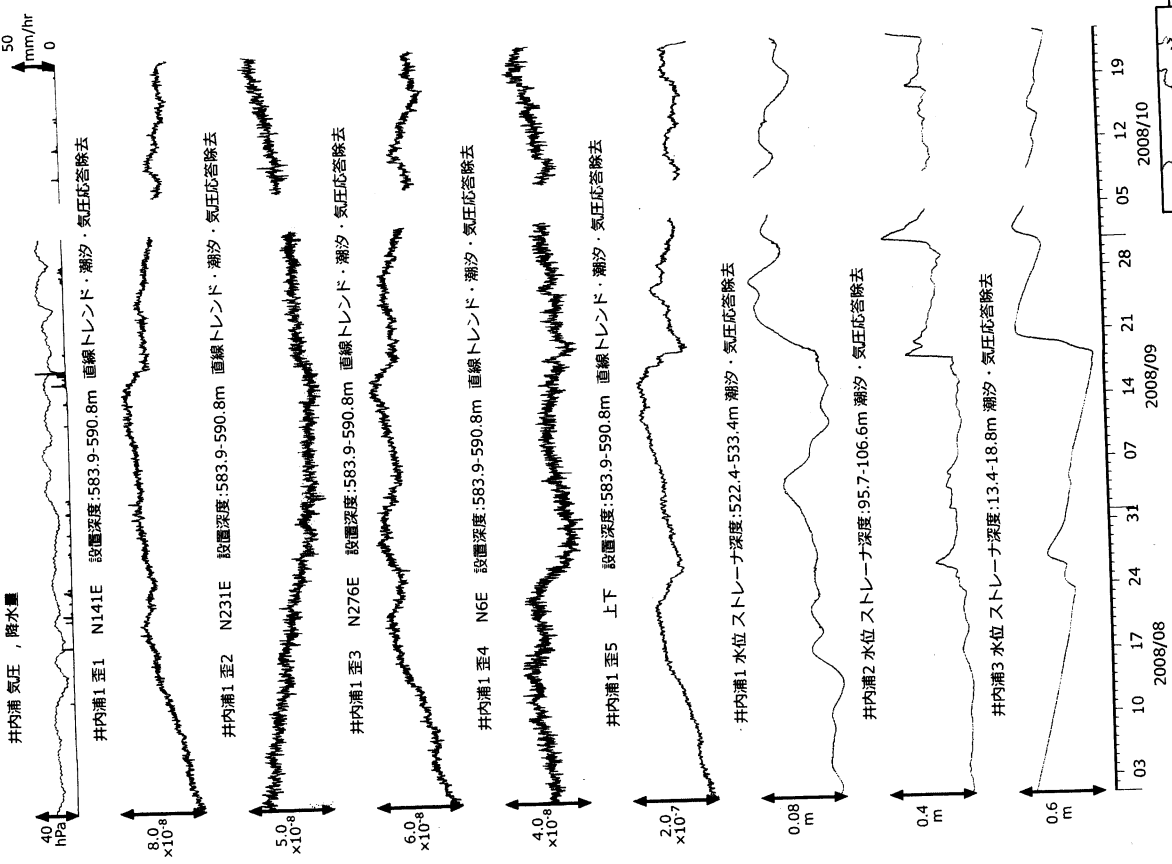 井内浦 気圧 , 降水量
40
hPa
50
mm/hr
0
井内浦1 歪1 N141E 設置深度:583.9-590.8m 直線トレンド・潮汐・気圧応答除去
8.0
×10-8
井内浦1 歪2 N231E 設置深度:583.9-590.8m 直線トレンド・潮汐・気圧応答除去
5.0
×10-8
井内浦1 歪3 N276E 設置深度:583.9-590.8m 直線トレンド・潮汐・気圧応答除去
6.0
×10-8
井内浦1 歪4 N6E 設置深度:583.9-590.8m 直線トレンド・潮汐・気圧応答除去
4.0
×10-8
井内浦1 歪5 上下 設置深度:583.9-590.8m 直線トレンド・潮汐・気圧応答除去
2.0
×10-7
井内浦1 水位 ストレーナ深度:522.4-533.4m 潮汐・気圧応答除去
0.08
m
井内浦2 水位 ストレーナ深度:95.7-106.6m 潮汐・気圧応答除去
0.4
m
井内浦3 水位 ストレーナ深度:13.4-18.8m 潮汐・気圧応答除去
0.6
m
03 10 17 24 31 07 14 21 28 05 12 19
2008/08 2008/09 2008/10